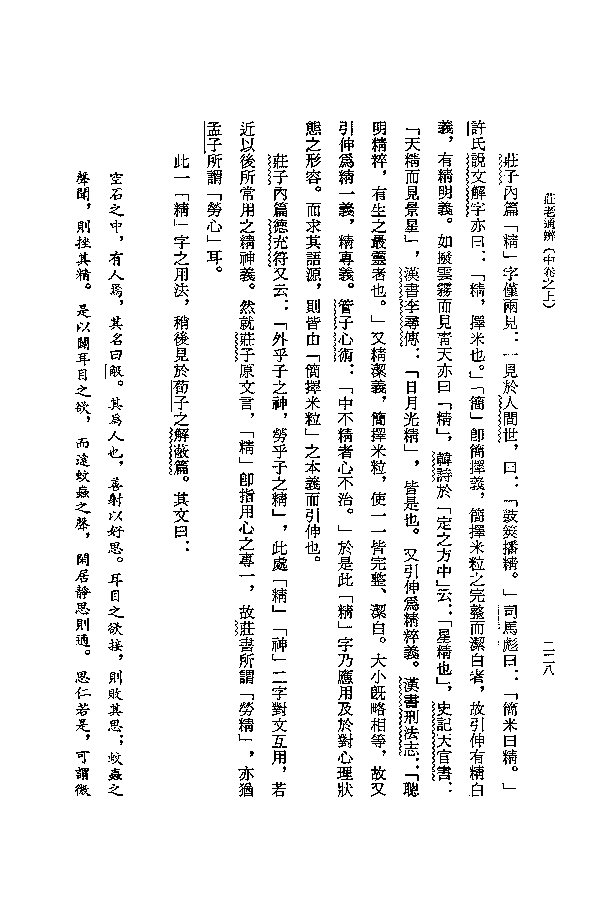 莊老通辨（中卷之上）
二二八
莊子內篇「精」字僅兩見：一見於人間世，曰：「鼓筴播精。」司馬彪曰：「簡米曰精。」
許氏說文解字亦曰：「精，擇米也。」「簡」卽簡擇義，簡擇米粒之完整而潔白者，故引伸有精白
義，有精明義。如撥雲霧而見靑天亦曰「精」，韓詩於「定之方中」云：「星精也」，史記天官書：
「天精而見景星」，漢書李尋傳：「日月光精」，皆是也。又引伸爲精粹義。漢書刑法志：「聰
明精粹，有生之最靈者也。」又精潔義，簡擇米粒，使一一皆完整、潔白。大小旣略相等，故又
引伸爲精一義，精專義。管子心術：「中不精者心不治。」於是此「精」字乃應用及於對心理狀
態之形容。而求其語源，則皆由「簡擇米粒」之本義而引伸也。
莊子內篇德充符又云：「外乎子之神，勞乎子之精」，此處「精」「神」二字對文互用，若
近以後所常用之精神義。然就莊子原文言，「精」卽指用心之專一，故莊書所謂「勞精」，亦猶
孟子所謂「勞心」耳。
此一「精」字之用法，稍後見於荀子之解蔽篇。其文曰：
空石之中，有人焉，其名曰觙。其爲人也，善射以好思。耳目之欲接，則敗其思；蚊蝱之
聲聞，則挫其精。是以闢耳目之欲，而遠蚊蝱之聲，閑居靜思則通。思仁若是，可謂微